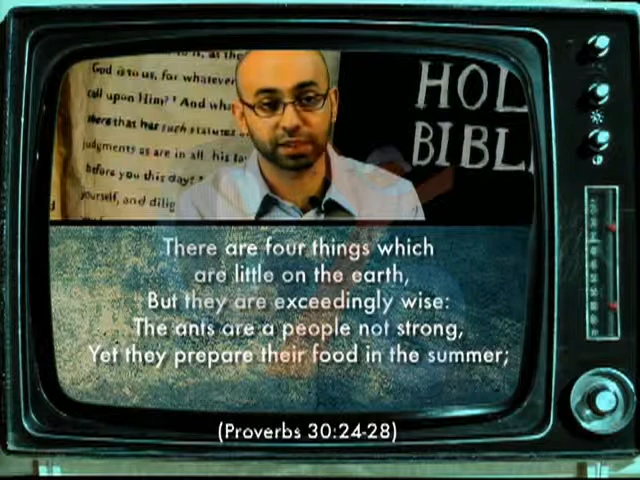 God is to us, for whatever
call upon Him? And
there that has such statutes
judgments as are in all his
before you this day?
yourself, and
HOL
BIBL
There are four things which
are little on the earth,
But they are exceedingly wise:
The ants are a people not strong,
Yet they prepare their food in the summer;
(Proverbs 30:24-28)